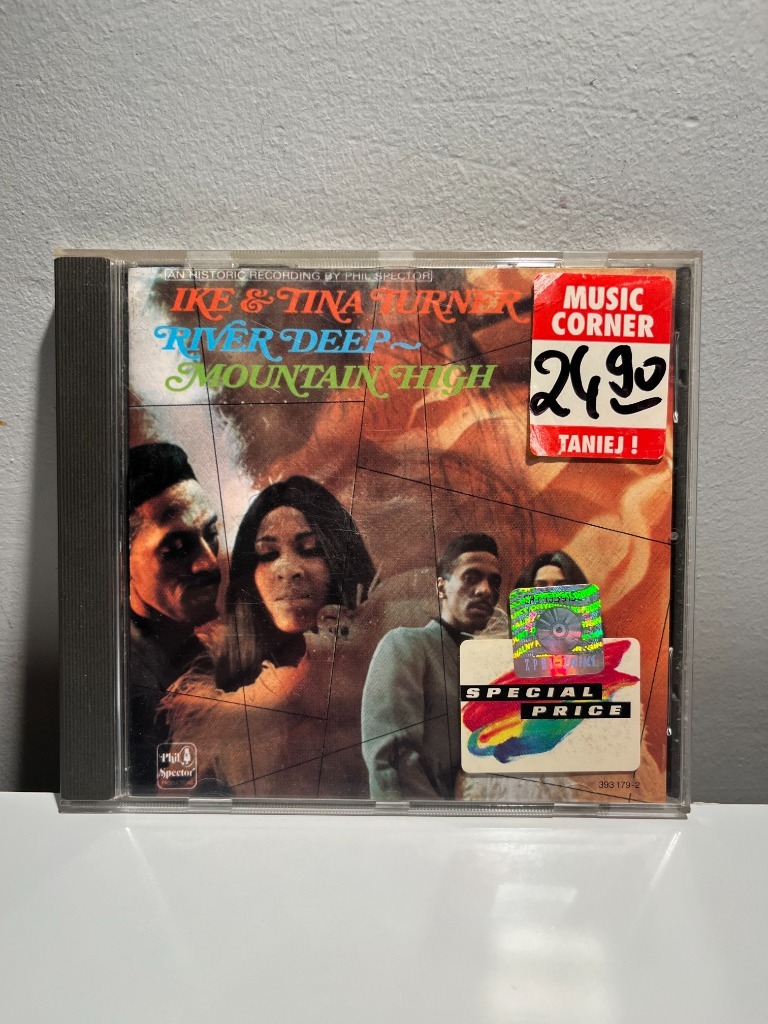 [AN HISTORIC RECORDING BY PHIL SPECTOR]
IKE & TINA TURNER
RIVER DEEP~
MOUNTAIN HIGH
MUSIC
CORNER
24 90
TANIEJ !
SPECIAL
PRICE
Phil
Spector
393 179-2